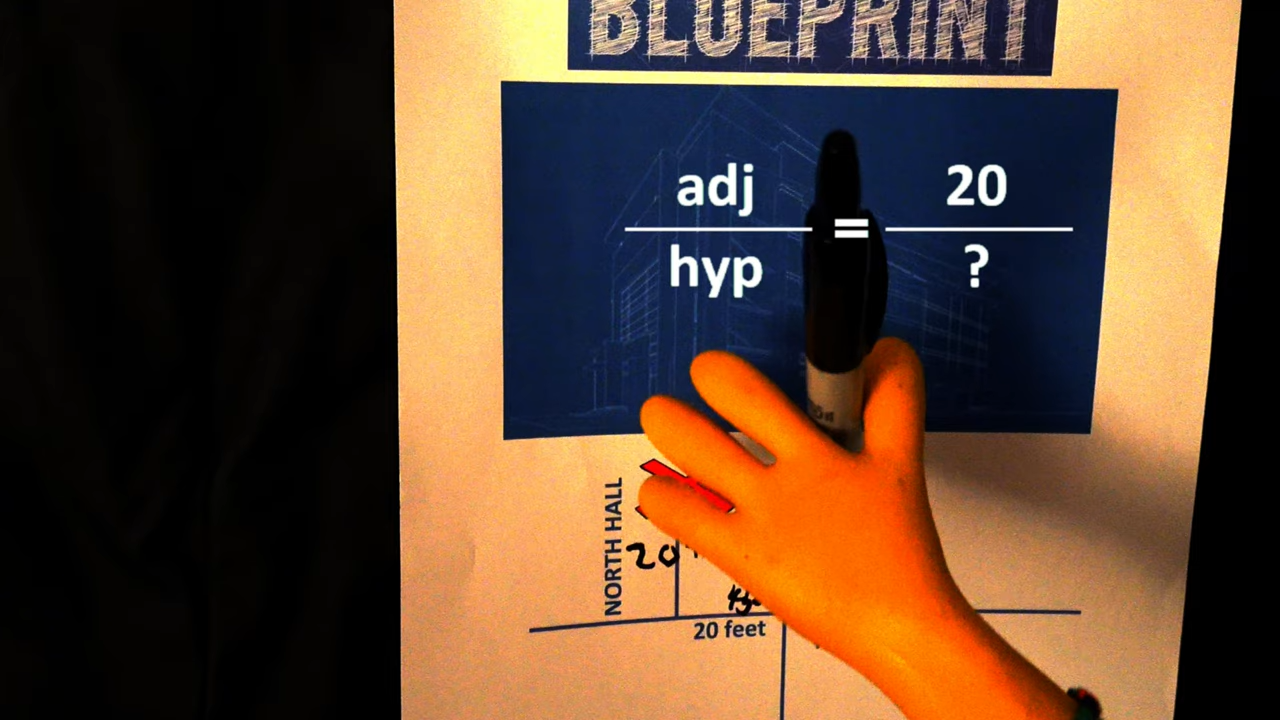 BLUEPRINT
adj = 20
hyp ?
NORTH HALL
20
20 feet